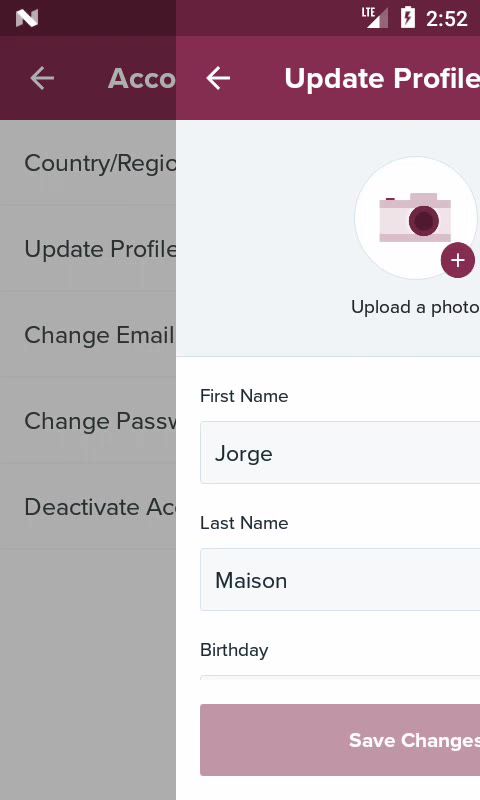 LTE 2:52
Acco
Update Profile
Country/Regio
Update Profile
Change Email
Change Passw
Deactivate Acc
Upload a photo
First Name
Jorge
Last Name
Maison
Birthday
Save Changes